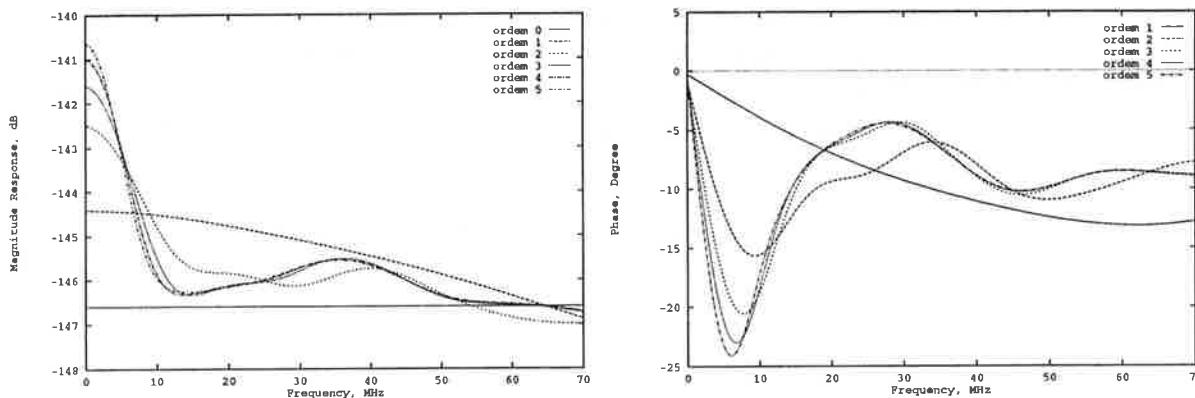 -140
-141
-142
-143
-144
-145
-146
-147
-148
0
10
20
30
40
50
60
70
Magnitude Response, dB
Frequency, MHz
ordem 0
ordem 1
ordem 2
ordem 3
ordem 4
ordem 5
5
0
-5
-10
-15
-20
-25
0
10
20
30
40
50
60
7
Phase, Degree
Frequency, MHz
ordem 1
ordem 2
ordem 3
ordem 4
ordem 5